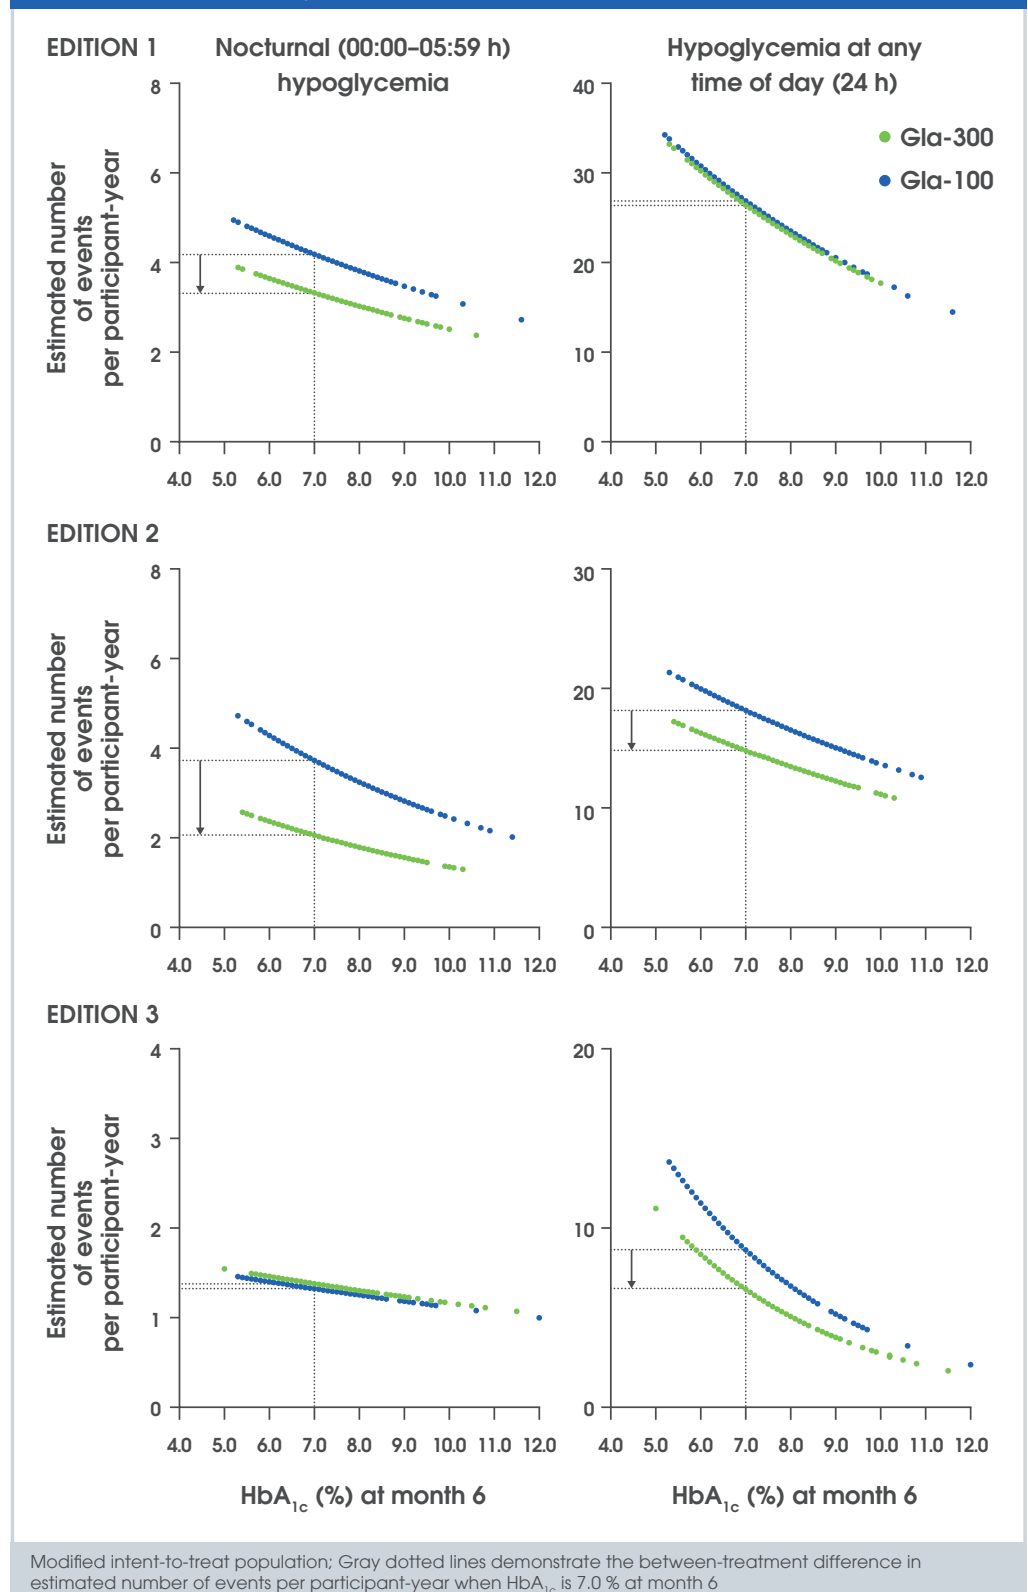 EDITION 1
Nocturnal (00:00–05:59 h)
hypoglycemia
Hypoglycemia at any
time of day (24 h)
Gla-300
Gla-100
Estimated number
of events
per participant-year
8
6
4
2
0
4.0 5.0 6.0 7.0 8.0 9.0 10.0 11.0 12.0
40
30
20
10
0
4.0 5.0 6.0 7.0 8.0 9.0 10.0 11.0 12.0
EDITION 2
Estimated number
of events
per participant-year
8
6
4
2
0
4.0 5.0 6.0 7.0 8.0 9.0 10.0 11.0 12.0
30
20
10
0
4.0 5.0 6.0 7.0 8.0 9.0 10.0 11.0 12.0
EDITION 3
Estimated number
of events
per participant-year
4
3
2
1
0
4.0 5.0 6.0 7.0 8.0 9.0 10.0 11.0 12.0
HbA1c (%) at month 6
20
10
0
4.0 5.0 6.0 7.0 8.0 9.0 10.0 11.0 12.0
HbA1c (%) at month 6
Modified intent-to-treat population; Gray dotted lines demonstrate the between-treatment difference in
estimated number of events per participant-year when HbA1c is 7.0 % at month 6